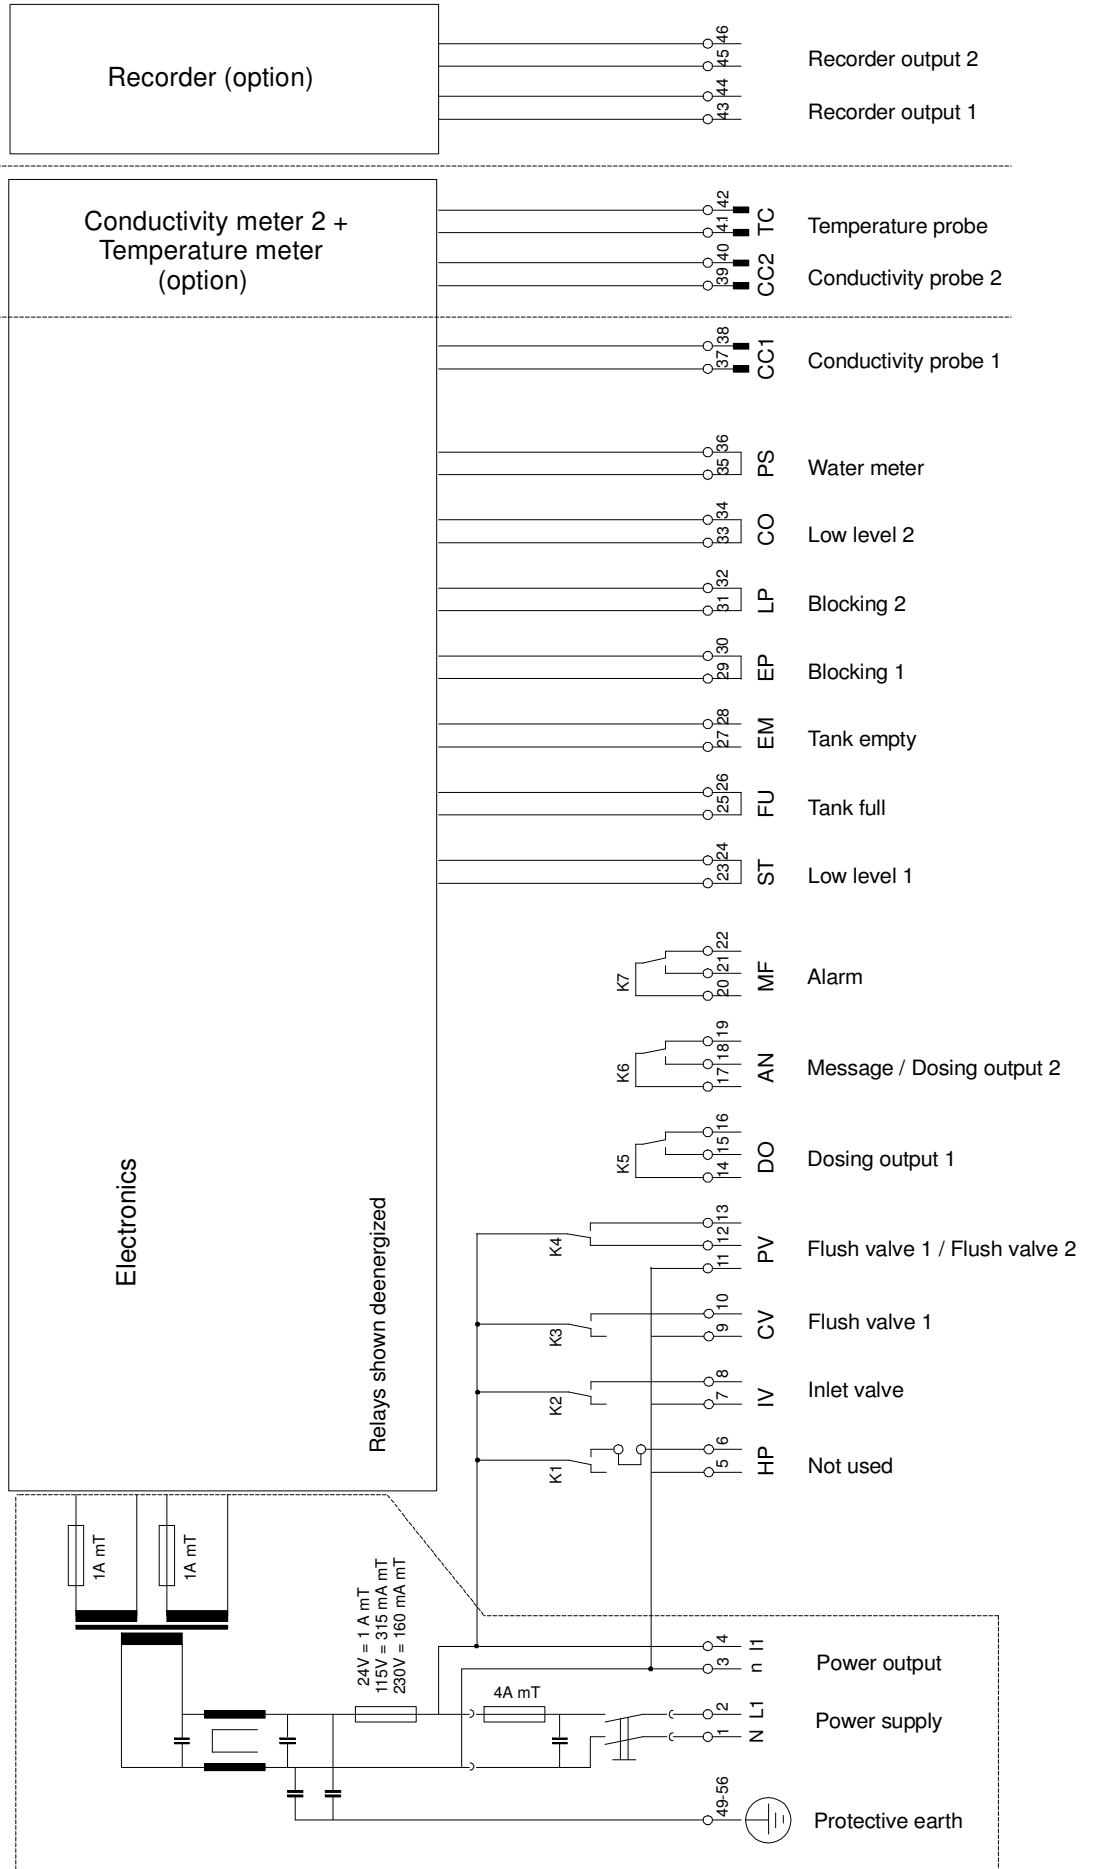 Recorder (option)
46
45
Recorder output 2
44
43
Recorder output 1
Conductivity meter 2 +
Temperature meter
(option)
42
41
TC
Temperature probe
40
39
CC2
Conductivity probe 2
38
37
CC1
Conductivity probe 1
36
35
PS
Water meter
34
33
CO
Low level 2
32
31
LP
Blocking 2
30
29
EP
Blocking 1
28
27
EM
Tank empty
26
25
FU
Tank full
24
23
ST
Low level 1
K7
22
21
20
MF
Alarm
K6
19
18
17
AN
Message / Dosing output 2
K5
16
15
14
DO
Dosing output 1
Electronics
Relays shown deenergized
K4
13
12
11
PV
Flush valve 1 / Flush valve 2
K3
10
9
CV
Flush valve 1
K2
8
7
IV
Inlet valve
K1
6
5
HP
Not used
1A mT
1A mT
24V = 1 A mT
115V = 315 mA mT
230V = 160 mA mT
4 l1
3 n
Power output
4A mT
2 L1
1 N
Power supply
49-56
Protective earth